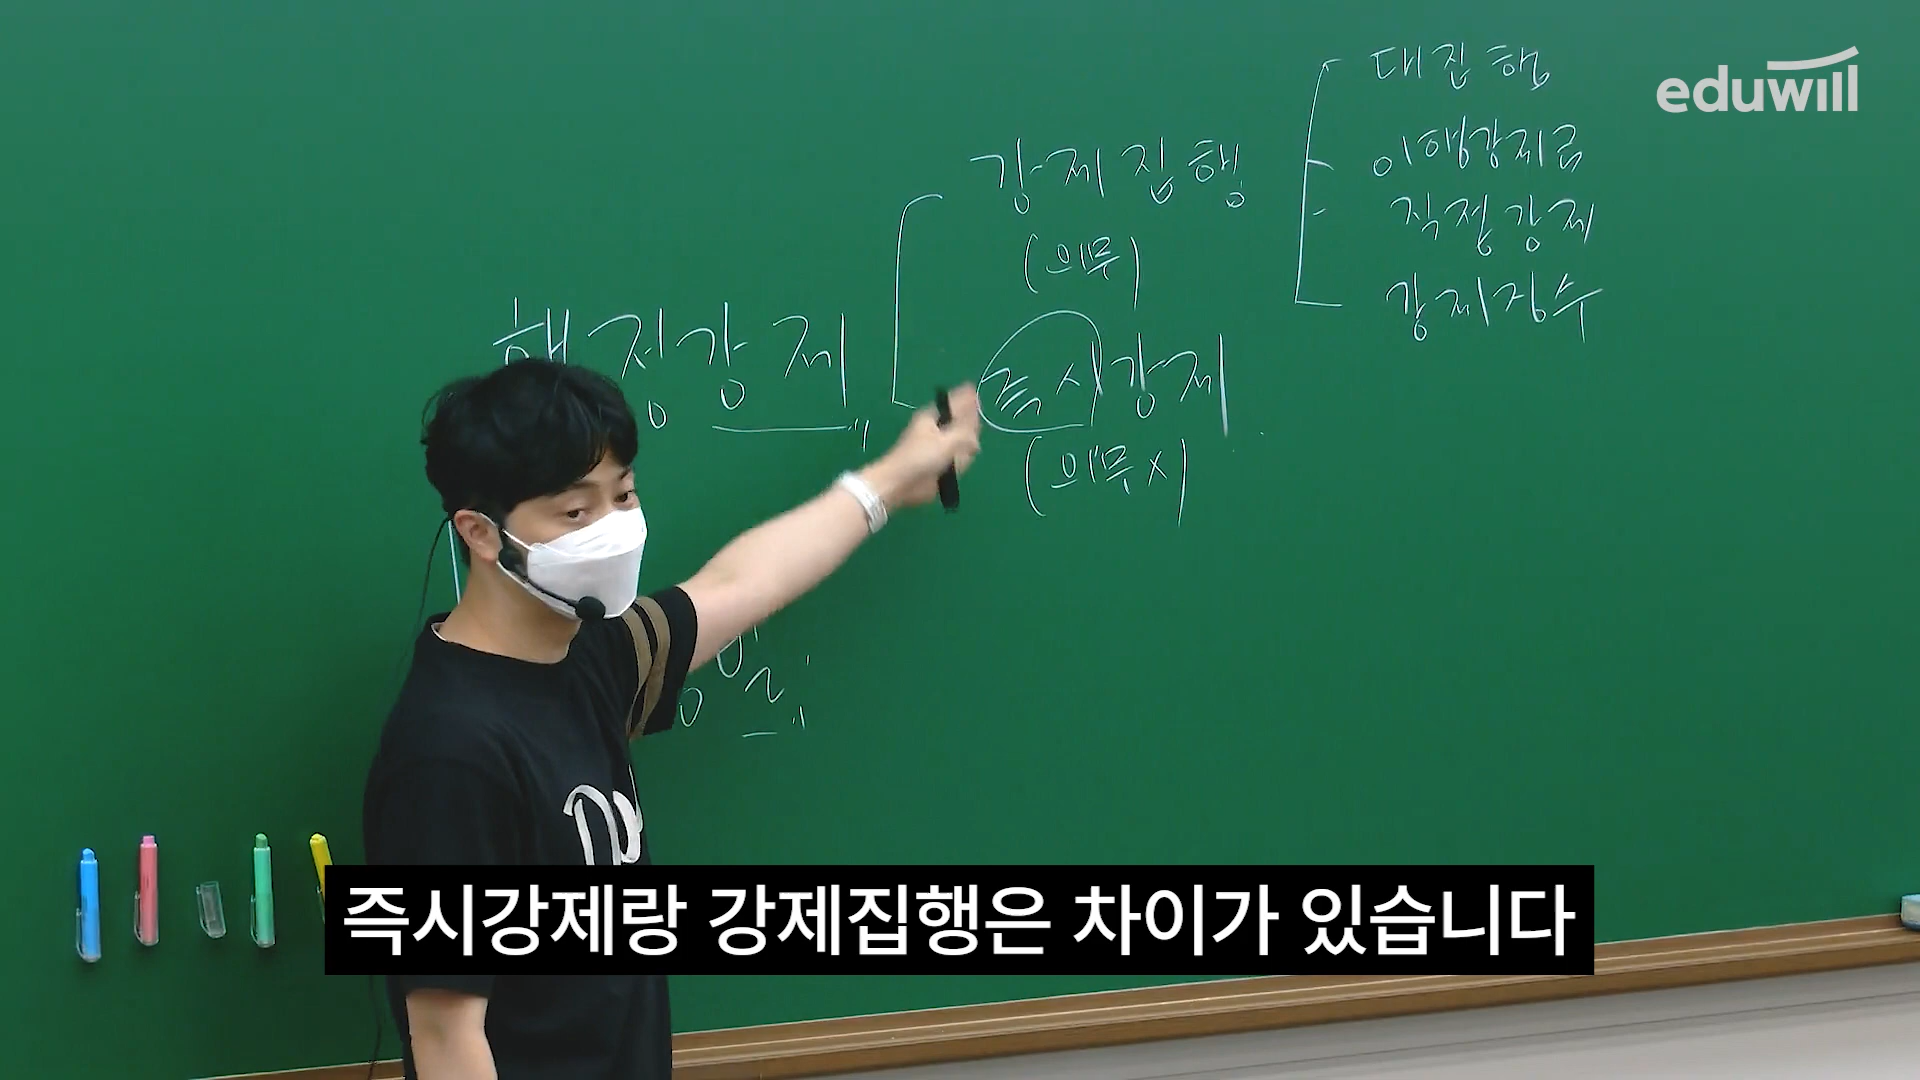 eduwill
행정강제
강제집행
(의무)
즉시강제
(의무x)
대집행
이행강제금
직접강제
강제징수
즉시강제랑 강제집행은 차이가 있습니다